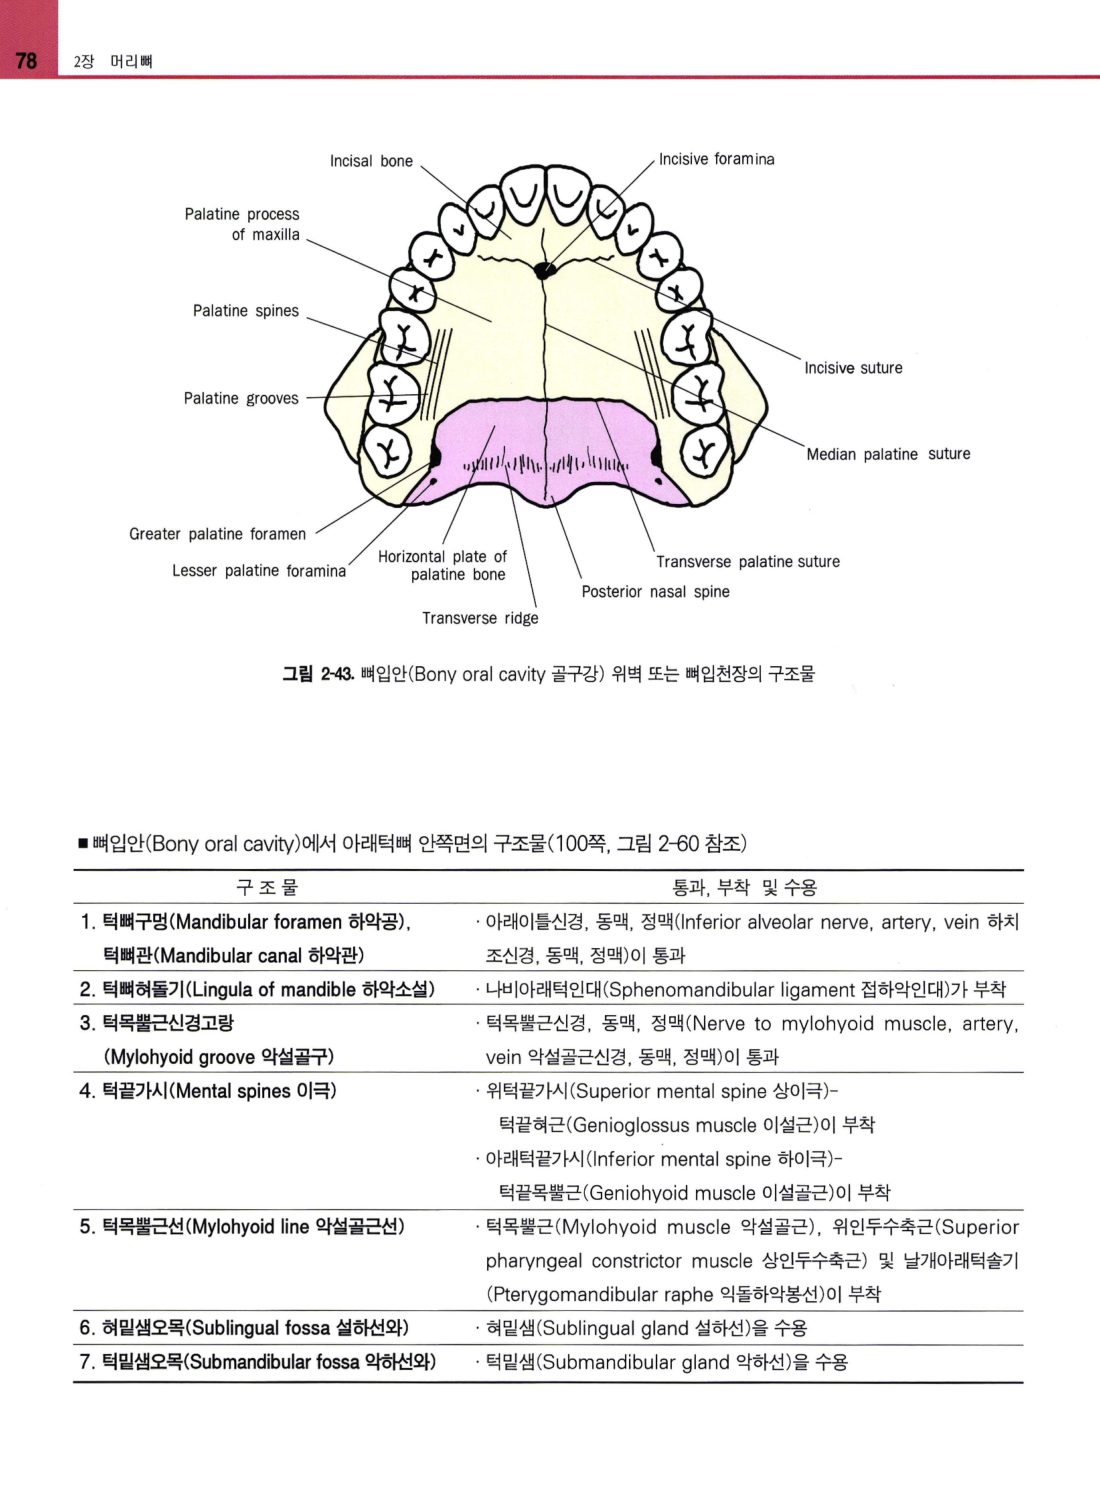 78 2장 머리뼈
Incisal bone
Incisive foramina
Palatine process
of maxilla
Palatine spines
Palatine grooves
Incisive suture
Median palatine suture
Greater palatine foramen
Lesser palatine foramina
Horizontal plate of
palatine bone
Transverse palatine suture
Posterior nasal spine
Transverse ridge
그림 2-43. 뼈입안(Bony oral cavity 골구강) 위벽 또는 뼈입천장의 구조물
■ 뼈입안(Bony oral cavity)에서 아래턱뼈 안쪽면의 구조물(100쪽, 그림 2-60 참조)
구 조 물 통과, 부착 및 수용
1. 턱뼈구멍(Mandibular foramen 하악공), · 아래이틀신경, 동맥, 정맥(Inferior alveolar nerve, artery, vein 하치
턱뼈관(Mandibular canal 하악관) 조신경, 동맥, 정맥)이 통과
2. 턱뼈혀돌기(Lingula of mandible 하악소설) · 나비아래턱인대(Sphenomandibular ligament 접하악인대)가 부착
3. 턱목뿔근신경고랑 · 턱목뿔근신경, 동맥, 정맥(Nerve to mylohyoid muscle, artery,
(Mylohyoid groove 악설골구) vein 악설골근신경, 동맥, 정맥)이 통과
4. 턱끝가시(Mental spines 이극) · 위턱끝가시(Superior mental spine 상이극)-
턱끝혀근(Genioglossus muscle 이설근)이 부착
· 아래턱끝가시(Inferior mental spine 하이극)-
턱끝목뿔근(Geniohyoid muscle 이설골근)이 부착
5. 턱목뿔근선(Mylohyoid line 악설골근선) · 턱목뿔근(Mylohyoid muscle 악설골근), 위인두수축근(Superior
pharyngeal constrictor muscle 상인두수축근) 및 날개아래턱솔기
(Pterygomandibular raphe 익돌하악봉선)이 부착
6. 혀밑샘오목(Sublingual fossa 설하선와) · 혀밑샘(Sublingual gland 설하선)을 수용
7. 턱밑샘오목(Submandibular fossa 악하선와) · 턱밑샘(Submandibular gland 악하선)을 수용